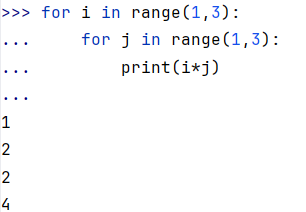 >>> for i in range(1,3):
...     for j in range(1,3):
...         print(i*j)
...
1
2
2
4